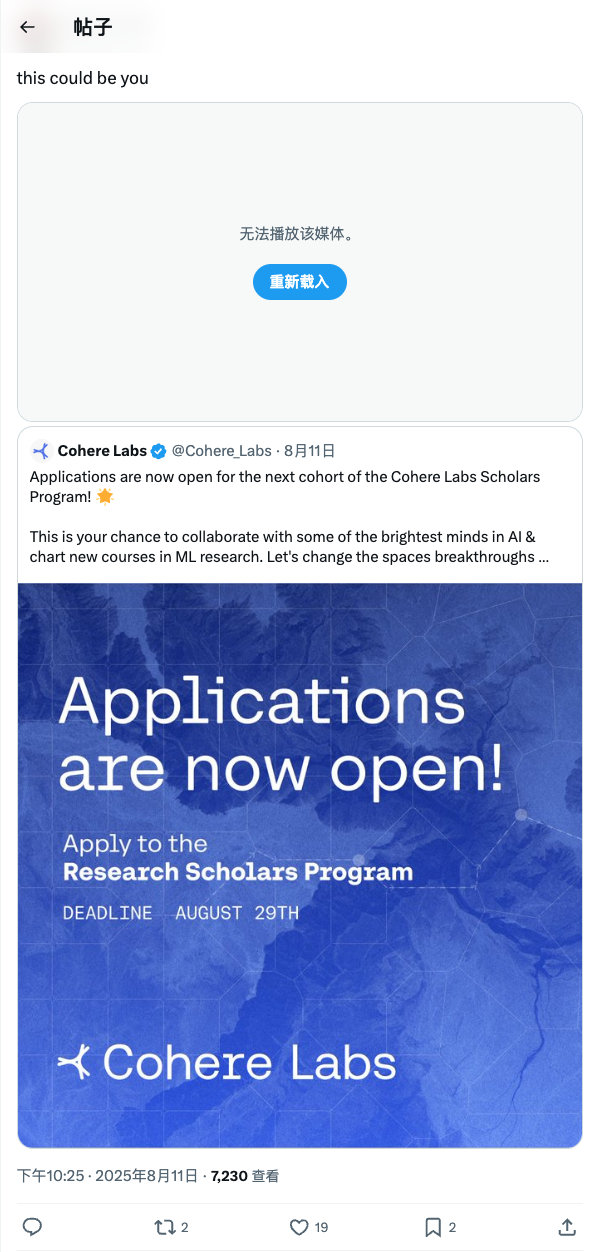 帖子
this could be you
无法播放该媒体。
重新载入
Cohere Labs @Cohere_Labs · 8月11日
Applications are now open for the next cohort of the Cohere Labs Scholars
Program! 🌟
This is your chance to collaborate with some of the brightest minds in AI &
chart new courses in ML research. Let's change the spaces breakthroughs ...
Applications
are now open!
Apply to the
Research Scholars Program
DEADLINE AUGUST 29TH
Cohere Labs
下午10:25 · 2025年8月11日 · 7,230 查看
2 19 2